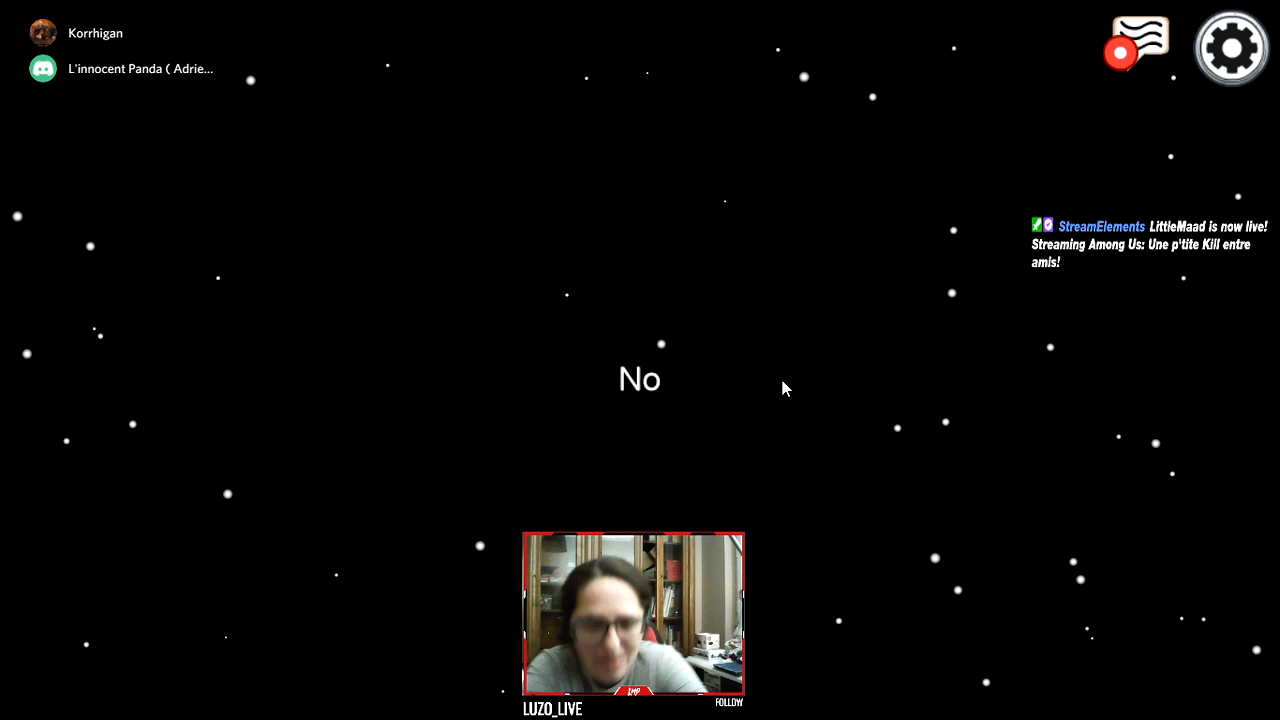 Korrhigan
L'innocent Panda ( Adrie...
StreamElements LittleMaad is now live!
Streaming Among Us: Une p'tite Kill entre
amis!
No
LUZO_LIVE
FOLLOW